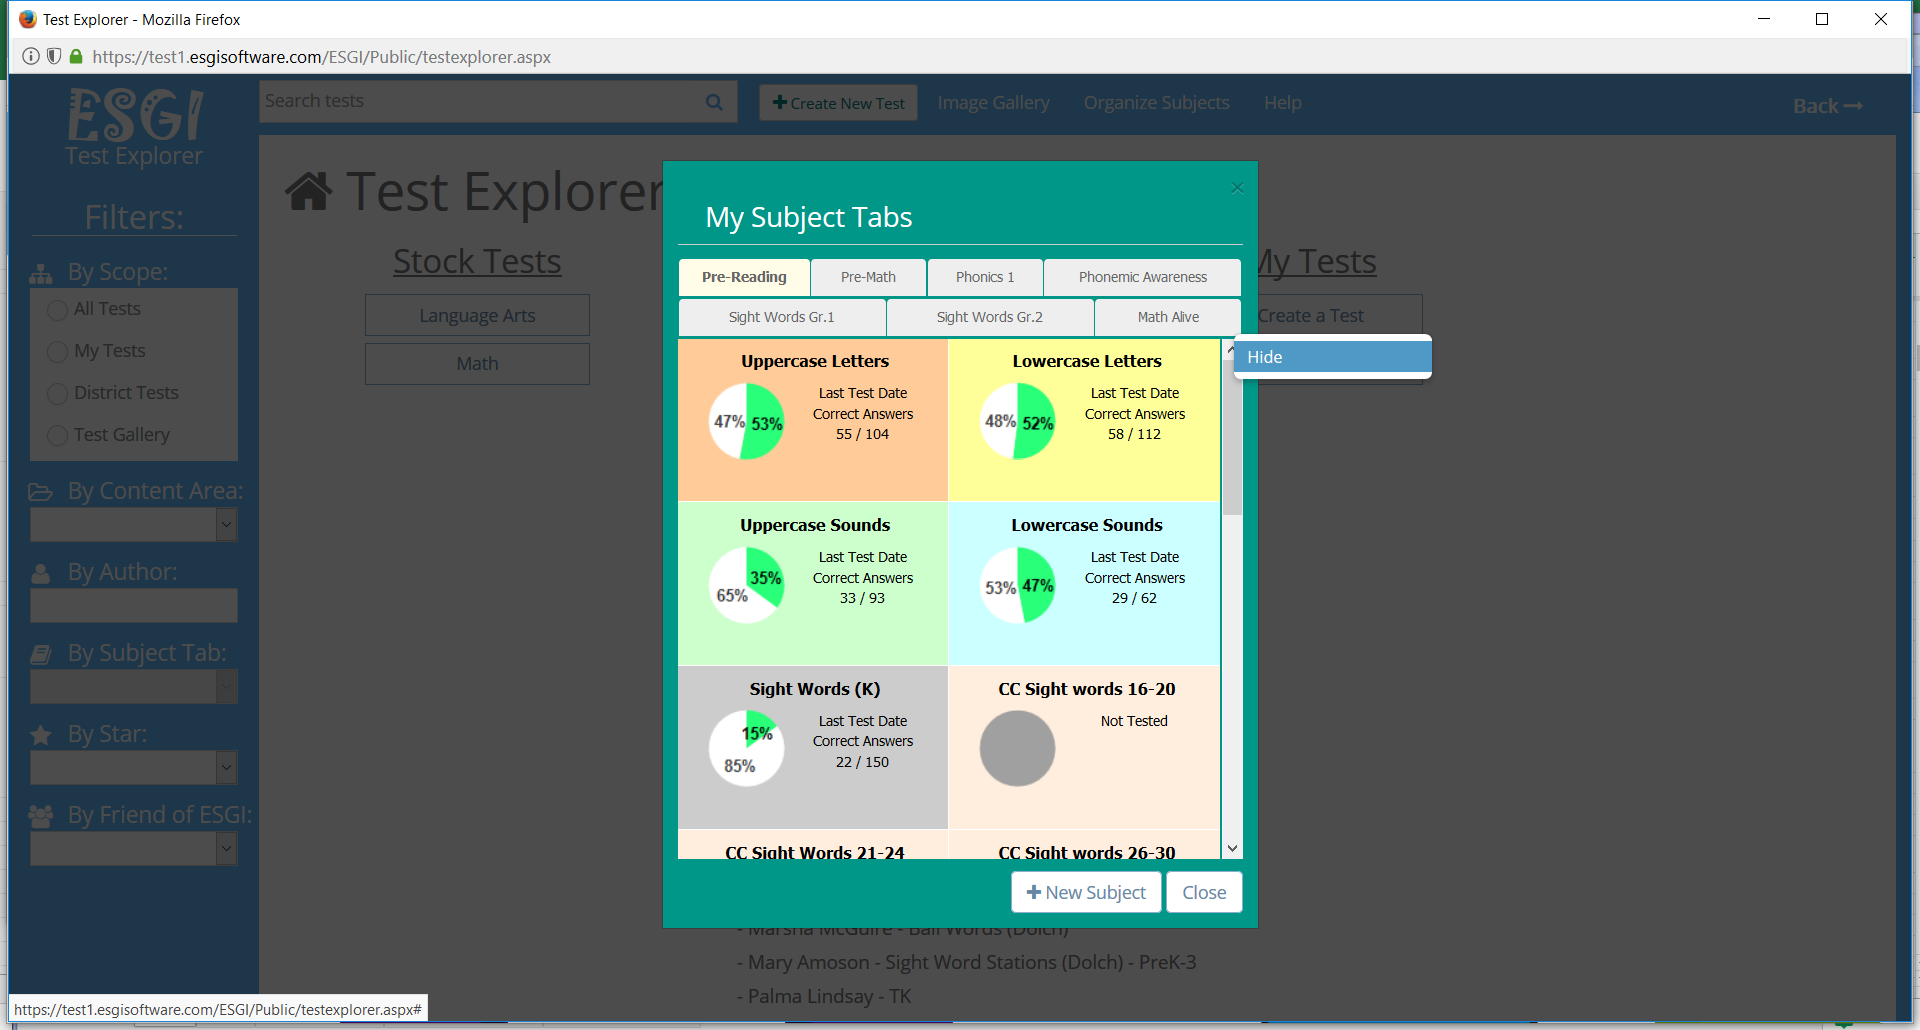 Test Explorer - Mozilla Firefox
https://test1.esgisoftware.com/ESGI/Public/testexplorer.aspx
ESGI
Test Explorer
Search tests
Create New Test
Image Gallery
Organize Subjects
Help
Back
Filters:
By Scope:
All Tests
My Tests
District Tests
Test Gallery
By Content Area:
By Author:
By Subject Tab:
By Star:
By Friend of ESGI:
Test Explorer
Stock Tests
Language Arts
Math
My Tests
Create a Test
My Subject Tabs
Pre-Reading
Pre-Math
Phonics 1
Phonemic Awareness
Sight Words Gr.1
Sight Words Gr.2
Math Alive
Hide
Uppercase Letters
47% 53%
Last Test Date
Correct Answers
55 / 104
Lowercase Letters
48% 52%
Last Test Date
Correct Answers
58 / 112
Uppercase Sounds
35%
65%
Last Test Date
Correct Answers
33 / 93
Lowercase Sounds
53% 47%
Last Test Date
Correct Answers
29 / 62
Sight Words (K)
15%
85%
Last Test Date
Correct Answers
22 / 150
CC Sight words 16-20
Not Tested
CC Sight Words 21-24
CC Sight words 26-30
New Subject
Close
- Marsha McGuire - Ball Words (Dolch)
- Mary Amoson - Sight Word Stations (Dolch) - PreK-3
- Palma Lindsay - TK
https://test1.esgisoftware.com/ESGI/Public/testexplorer.aspx#